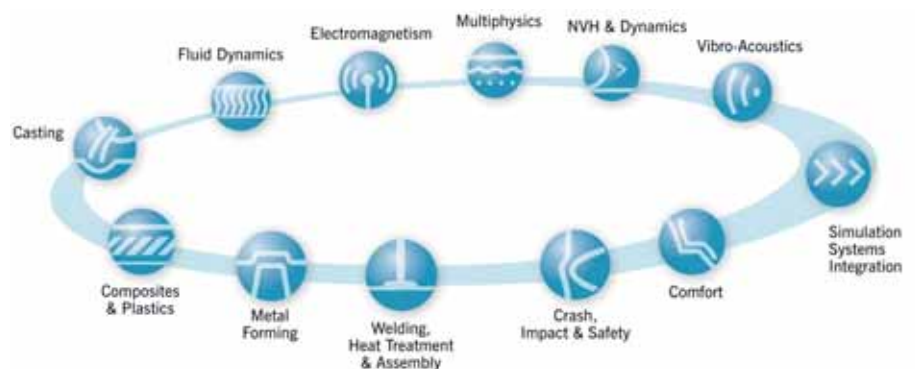 Multiphysics
NVH & Dynamics
Electromagnetism
Vibro-Acoustics
Fluid Dynamics
Casting
Simulation
Systems
Integration
Composites
& Plastics
Metal
Forming
Welding,
Heat Treatment
& Assembly
Crash,
Impact & Safety
Comfort